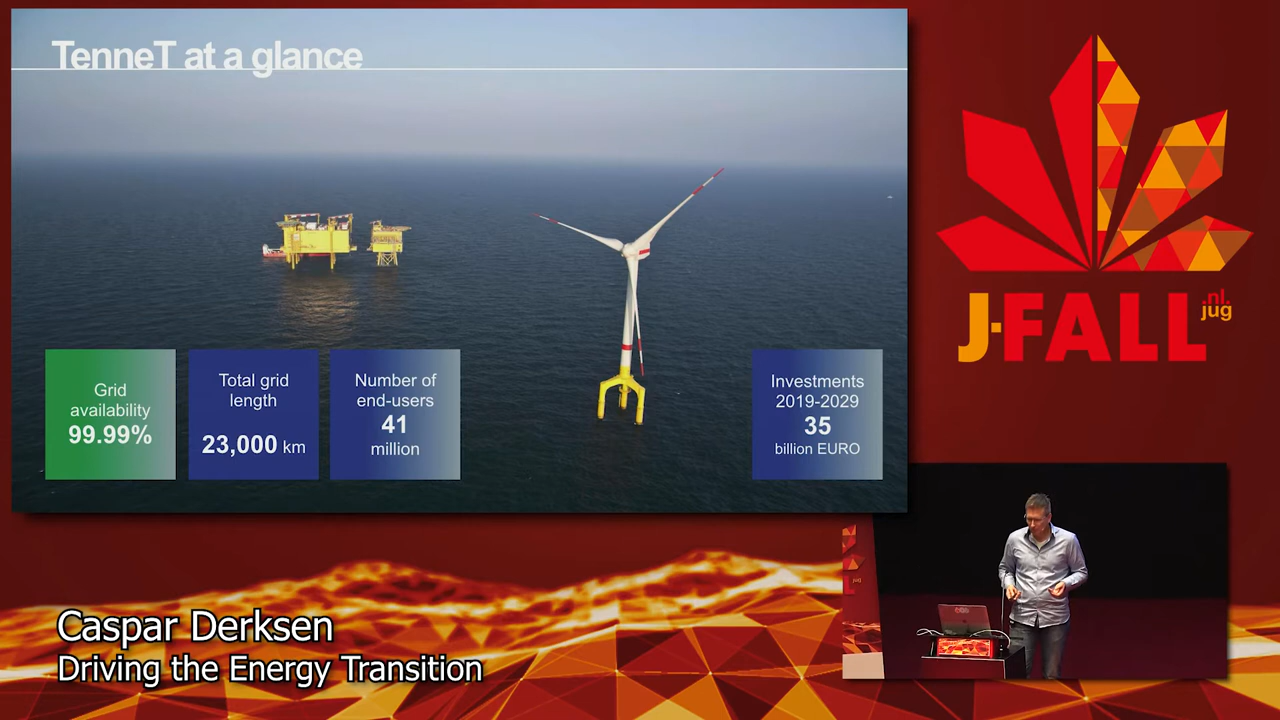 TenneT at a glance
Grid
availability
99.99%
Total grid
length
23,000 km
Number of
end-users
41
million
Investments
2019-2029
35
billion EURO
J-FALL
nl.
jug
Caspar Derksen
Driving the Energy Transition